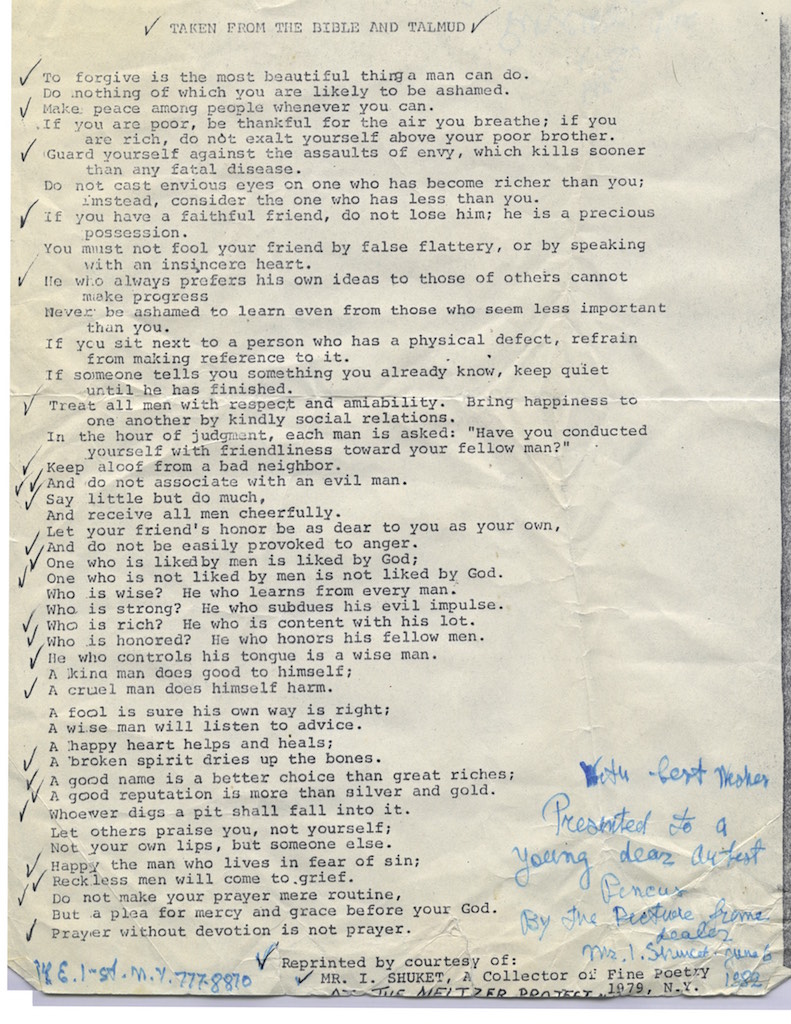 TAKEN FROM THE BIBLE AND TALMUD
To forgive is the most beautiful thing a man can do.
Do nothing of which you are likely to be ashamed.
Make peace among people whenever you can.
If you are poor, be thankful for the air you breathe; if you
are rich, do not exalt yourself above your poor brother.
Guard yourself against the assaults of envy, which kills sooner
than any fatal disease.
Do not cast envious eyes on one who has become richer than you;
instead, consider the one who has less than you.
If you have a faithful friend, do not lose him; he is a precious
possession.
You must not fool your friend by false flattery, or by speaking
with an insincere heart.
He who always prefers his own ideas to those of others cannot
make progress
Never be ashamed to learn even from those who seem less important
than you.
If you sit next to a person who has a physical defect, refrain
from making reference to it.
If someone tells you something you already know, keep quiet
until he has finished.
Treat all men with respect and amiability. Bring happiness to
one another by kindly social relations.
In the hour of judgment, each man is asked: "Have you conducted
yourself with friendliness toward your fellow man?"
Keep aloof from a bad neighbor.
And do not associate with an evil man.
Say little but do much,
And receive all men cheerfully.
Let your friend's honor be as dear to you as your own,
And do not be easily provoked to anger.
One who is liked by men is liked by God;
One who is not liked by men is not liked by God.
Who is wise? He who learns from every man.
Who is strong? He who subdues his evil impulse.
Who is rich? He who is content with his lot.
Who is honored? He who honors his fellow men.
He who controls his tongue is a wise man.
A kind man does good to himself;
A cruel man does himself harm.
A fool is sure his own way is right;
A wise man will listen to advice.
A happy heart helps and heals;
A broken spirit dries up the bones.
A good name is a better choice than great riches;
A good reputation is more than silver and gold.
Whoever digs a pit shall fall into it.
Let others praise you, not yourself;
Not your own lips, but someone else.
Happy the man who lives in fear of sin;
Reckless men will come to grief.
Do not make your prayer mere routine,
But a plea for mercy and grace before your God.
Prayer without devotion is not prayer.
With best wishes
Presented to a
young dear Artist
Pincus
By the Picture frame
dealer
Mr. I. Shuket June 6
1982
E. 1-st. N.Y. 777-8870
Reprinted by courtesy of:
MR. I. SHUKET, A Collector of Fine Poetry
1979, N.Y.
AT THE MELTZER PROJECT